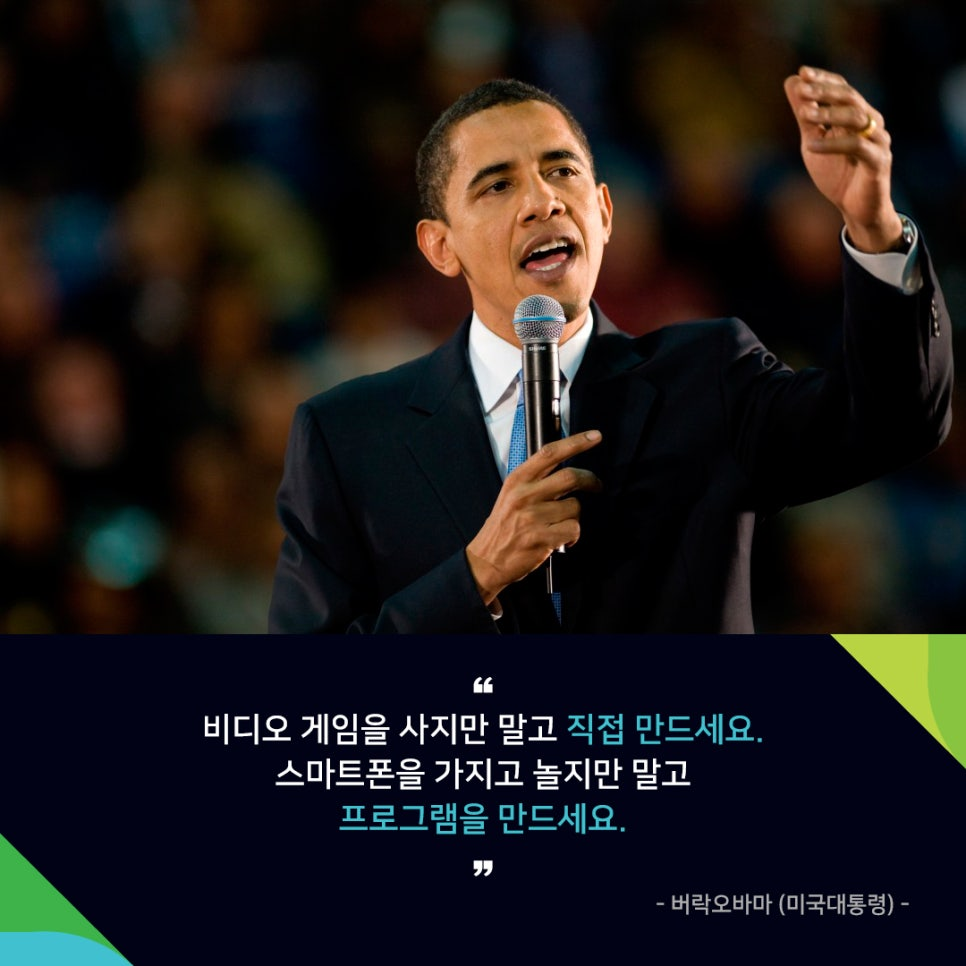 SHURE
❝
비디오 게임을 사지만 말고 직접 만드세요.
스마트폰을 가지고 놀지만 말고
프로그램을 만드세요.
❞
- 버락오바마 (미국대통령) -